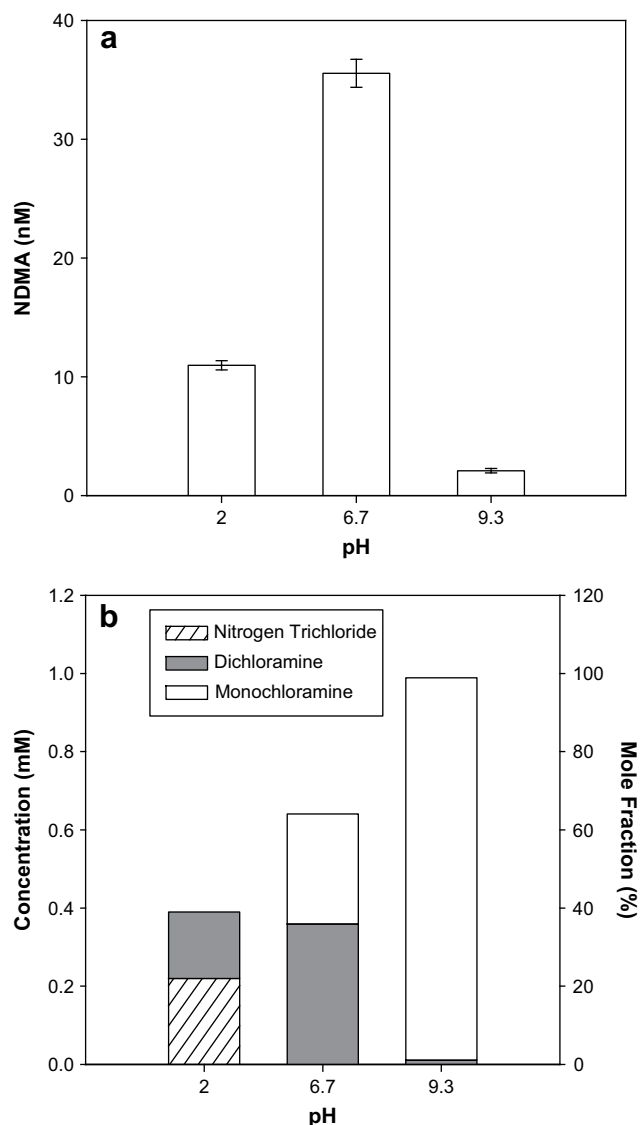 a
40
30
20
10
0
NDMA (nM)
2 6.7 9.3
pH
b
Nitrogen Trichloride
Dichloramine
Monochloramine
1.2
1.0
0.8
0.6
0.4
0.2
0.0
Concentration (mM)
120
100
80
60
40
20
0
Mole Fraction (%)
2 6.7 9.3
pH